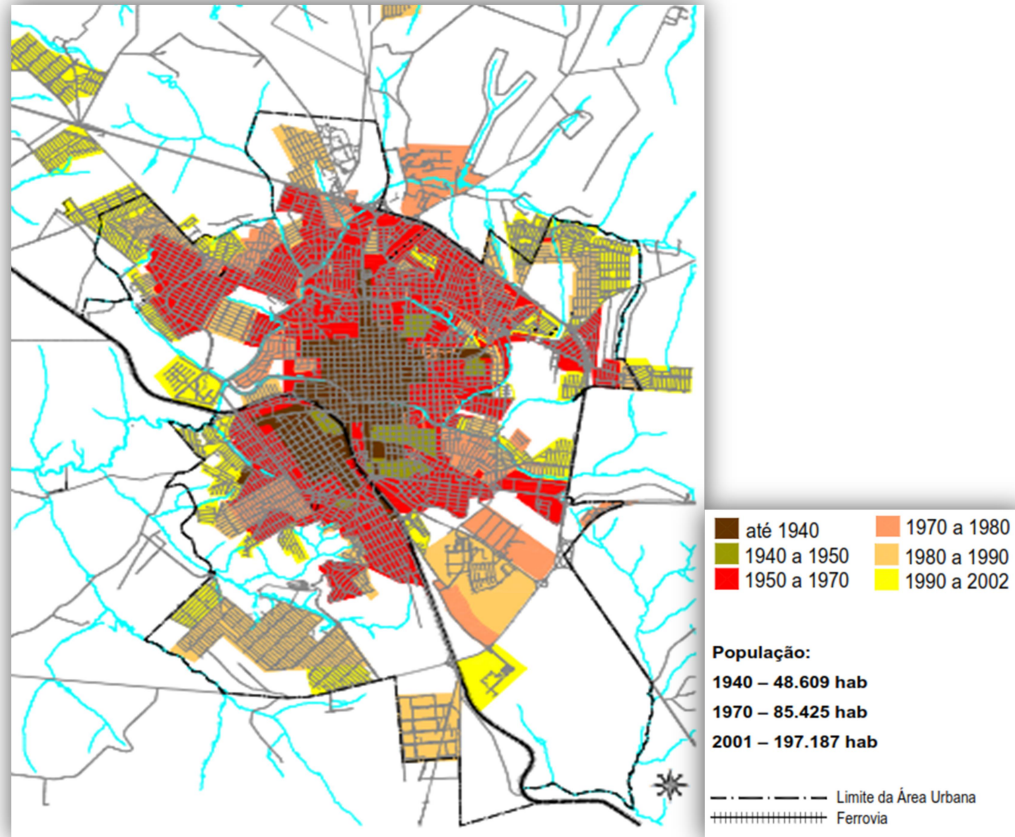 até 1940
1940 a 1950
1950 a 1970
1970 a 1980
1980 a 1990
1990 a 2002
População:
1940 – 48.609 hab
1970 – 85.425 hab
2001 – 197.187 hab
Limite da Área Urbana
Ferrovia